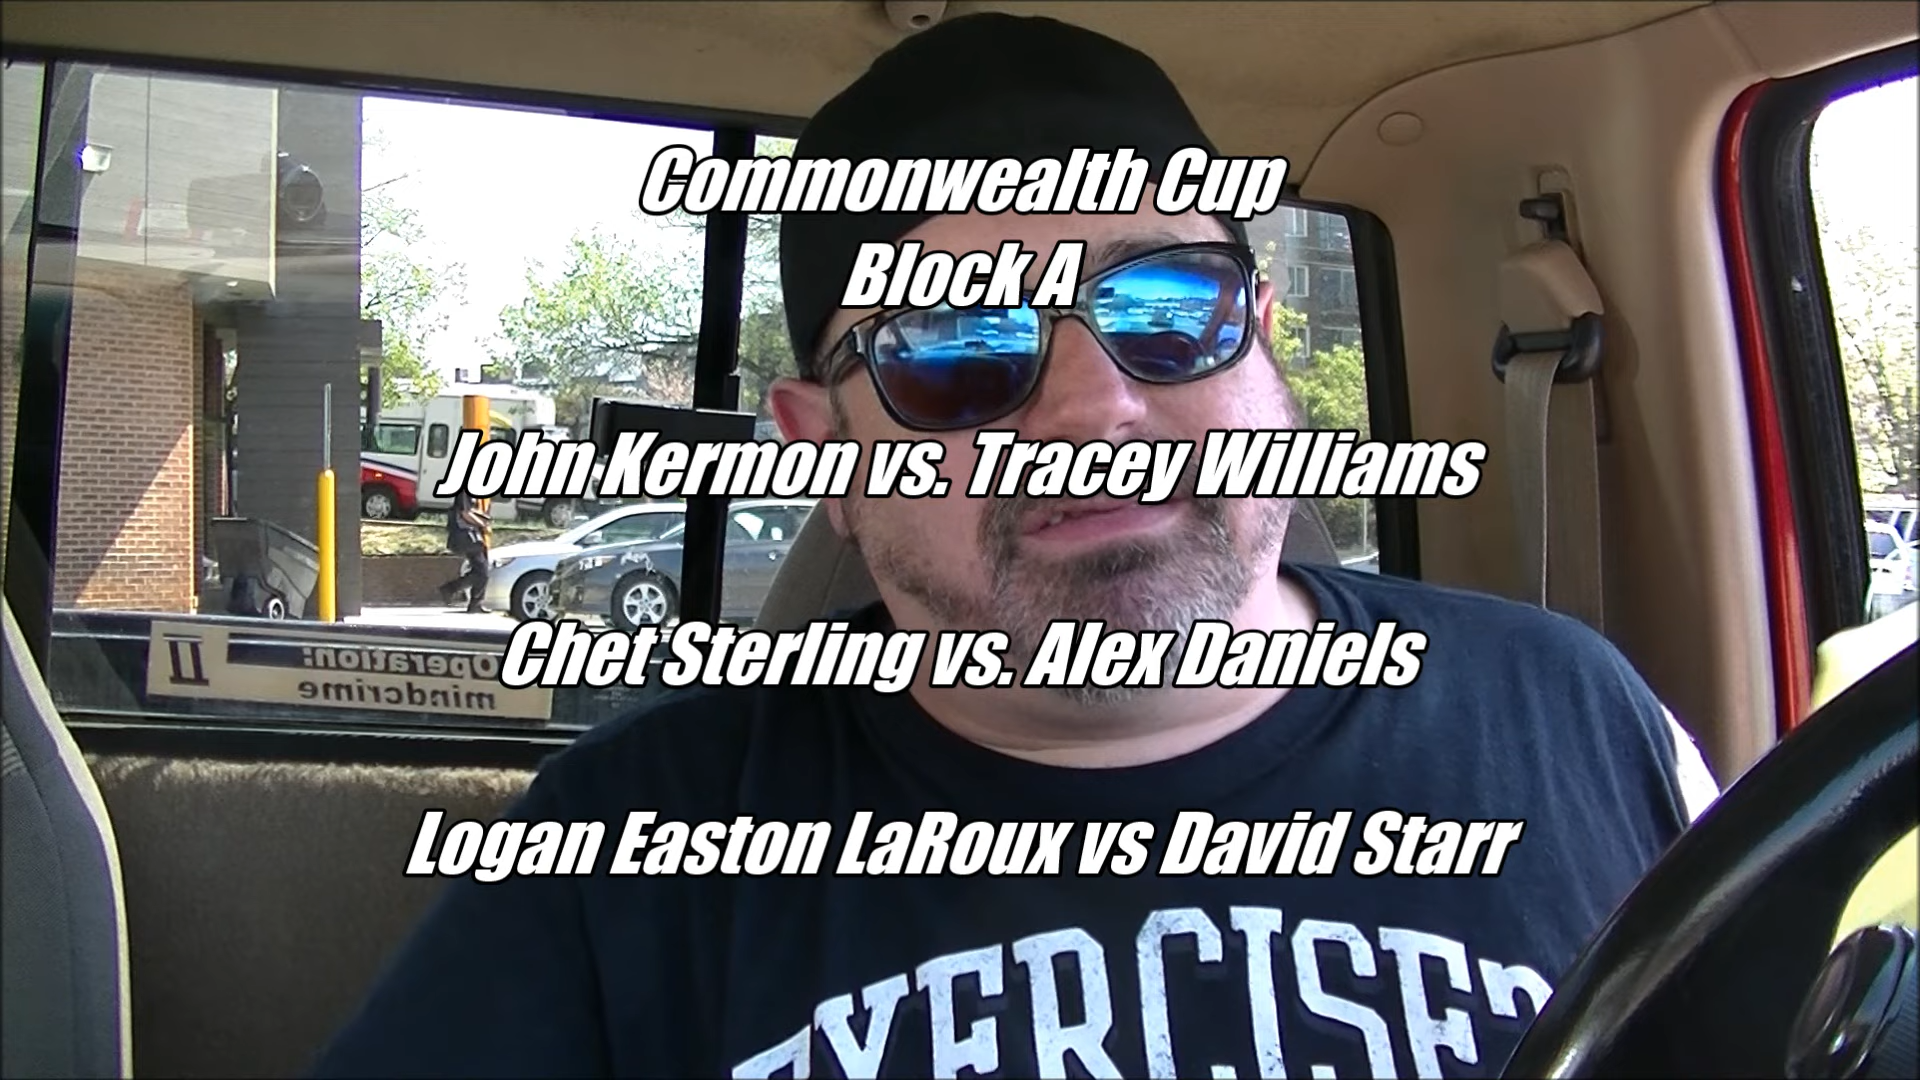 Commonwealth Cup
Block A
John Kermon vs. Tracey Williams
Chet Sterling vs. Alex Daniels
Logan Easton LaRoux vs David Starr
Operation:
mindcrime
II
EXERCISE?